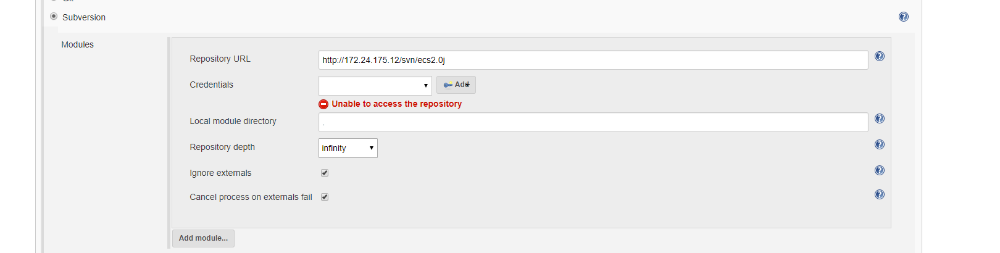 Subversion
Modules
Repository URL
http://172.24.175.12/svn/ecs2.0j
Credentials
Add
Unable to access the repository
Local module directory
.
Repository depth
infinity
Ignore externals
Cancel process on externals fail
Add module...